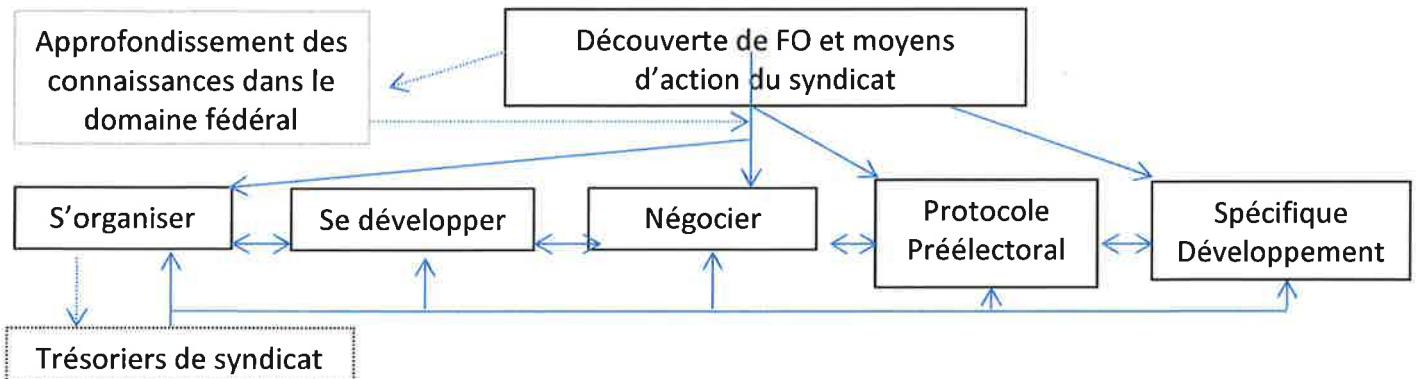 Approfondissement des
connaissances dans le
domaine fédéral
Découverte de FO et moyens
d'action du syndicat
S'organiser
Se développer
Négocier
Protocole
Préélectoral
Spécifique
Développement
Trésoriers de syndicat